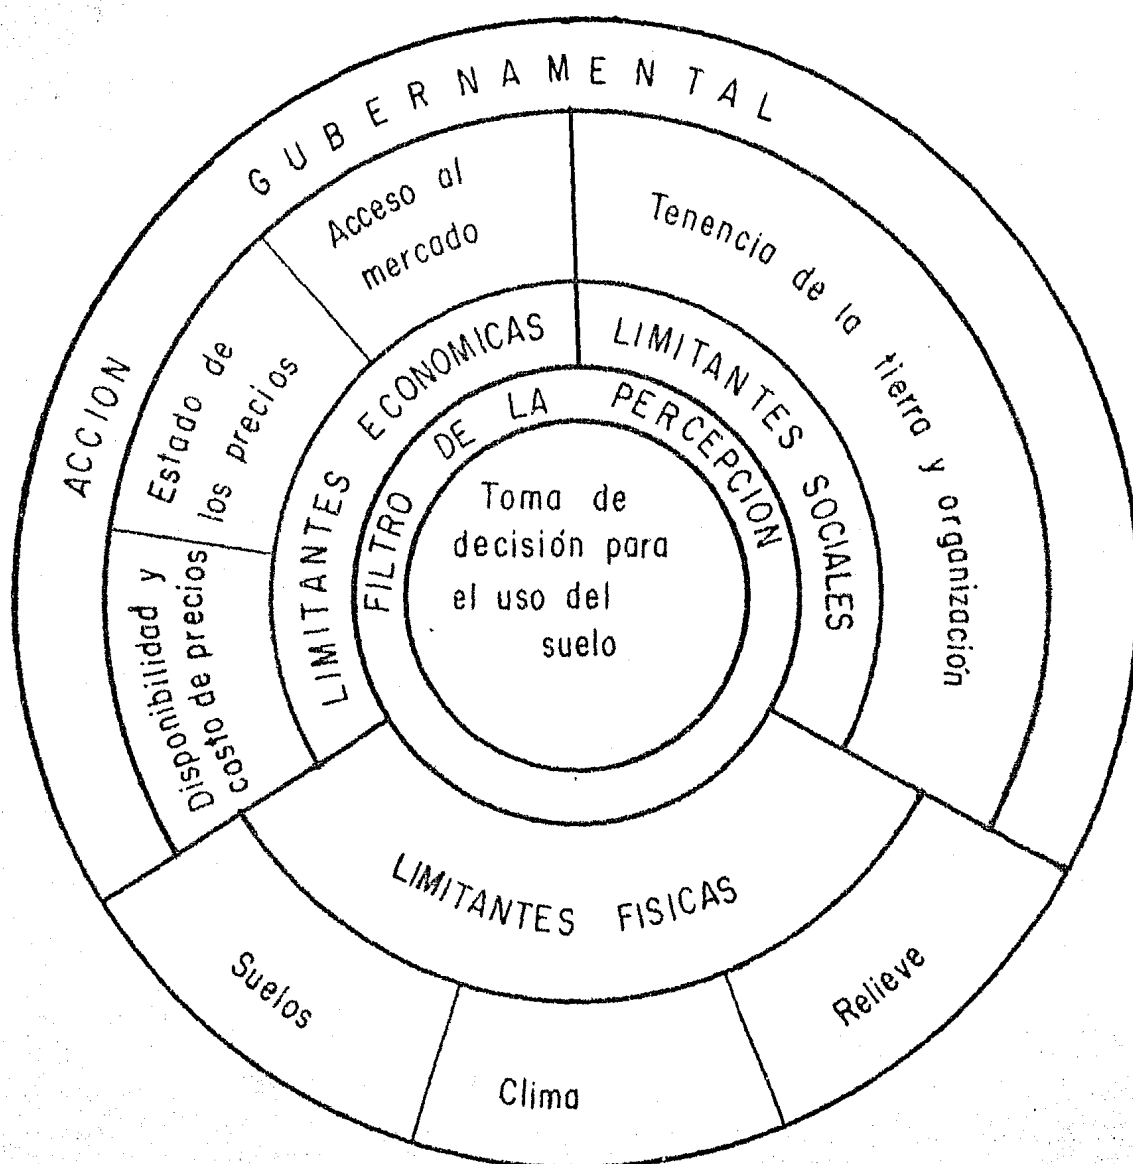 ACCION GUBERNAMENTAL
Acceso al
mercado
Tenencia de la tierra y organización
Estado de
los precios
Disponibilidad y
costo de precios
LIMITANTES ECONOMICAS
LIMITANTES SOCIALES
FILTRO DE LA PERCEPCION
Toma de
decisión para
el uso del
suelo
LIMITANTES FISICAS
Suelos
Clima
Relieve